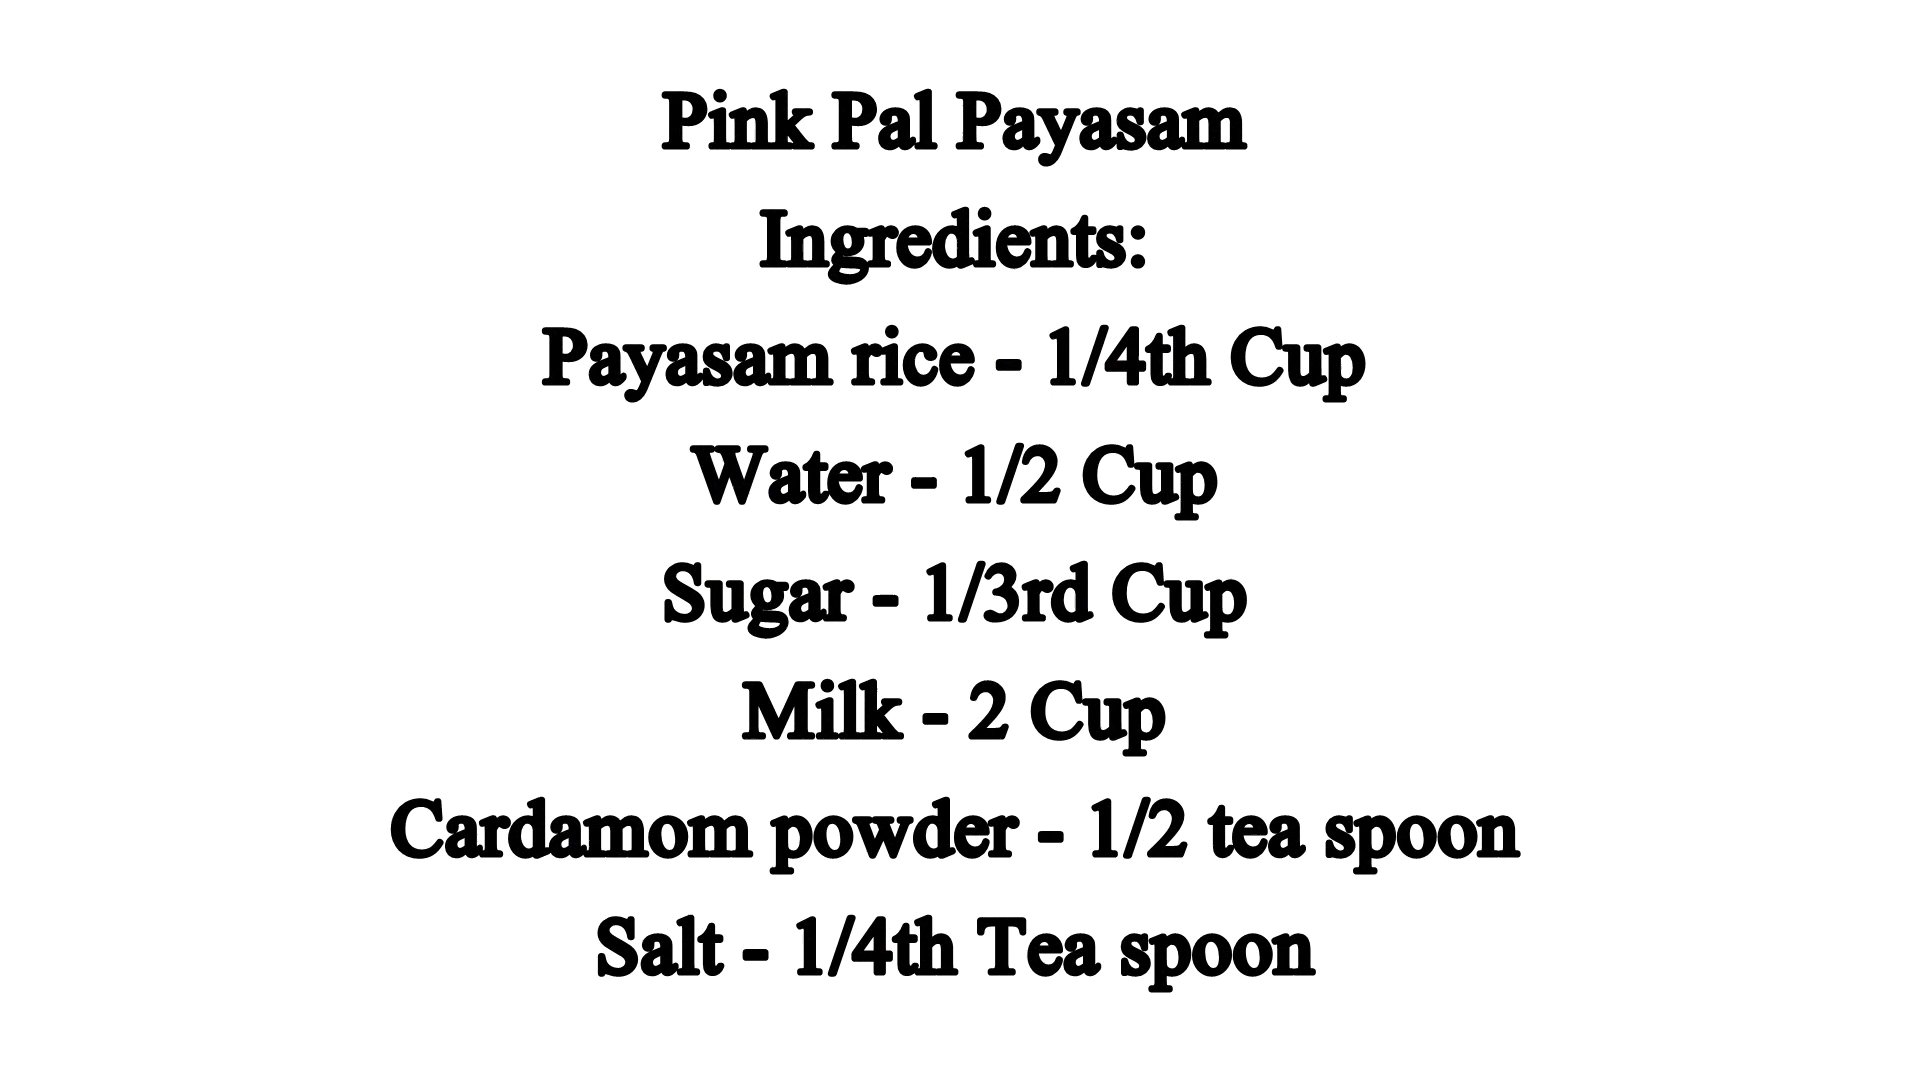 Pink Pal Payasam
Ingredients:
Payasam rice - 1/4th Cup
Water - 1/2 Cup
Sugar - 1/3rd Cup
Milk - 2 Cup
Cardamom powder - 1/2 tea spoon
Salt - 1/4th Tea spoon